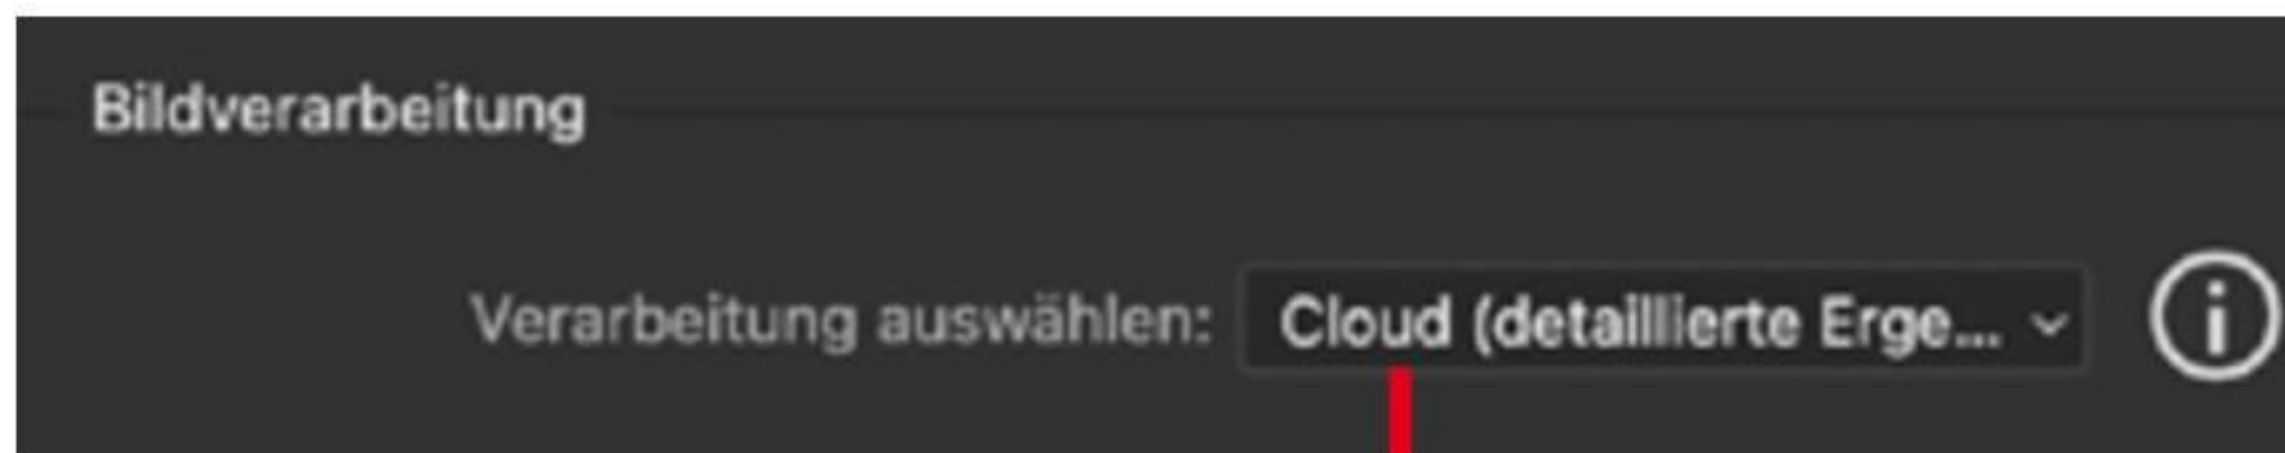 Bildverarbeitung
Verarbeitung auswählen: Cloud (detaillierte Erge...